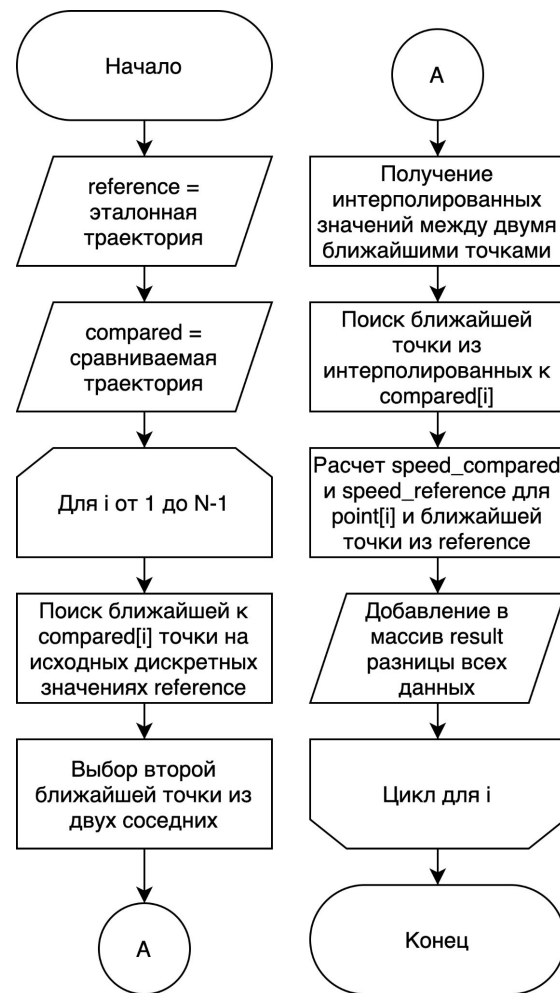 Начало
reference =
эталонная
траектория
compared =
сравниваемая
траектория
Для i от 1 до N-1
Поиск ближайшей к
compared[i] точки на
исходных дискретных
значениях reference
Выбор второй
ближайшей точки из
двух соседних
A
A
Получение
интерполированных
значений между двумя
ближайшими точками
Поиск ближайшей
точки из
интерполированных к
compared[i]
Расчет speed_compared
и speed_reference для
point[i] и ближайшей
точки из reference
Добавление в
массив result
разницы всех
данных
Цикл для i
Конец